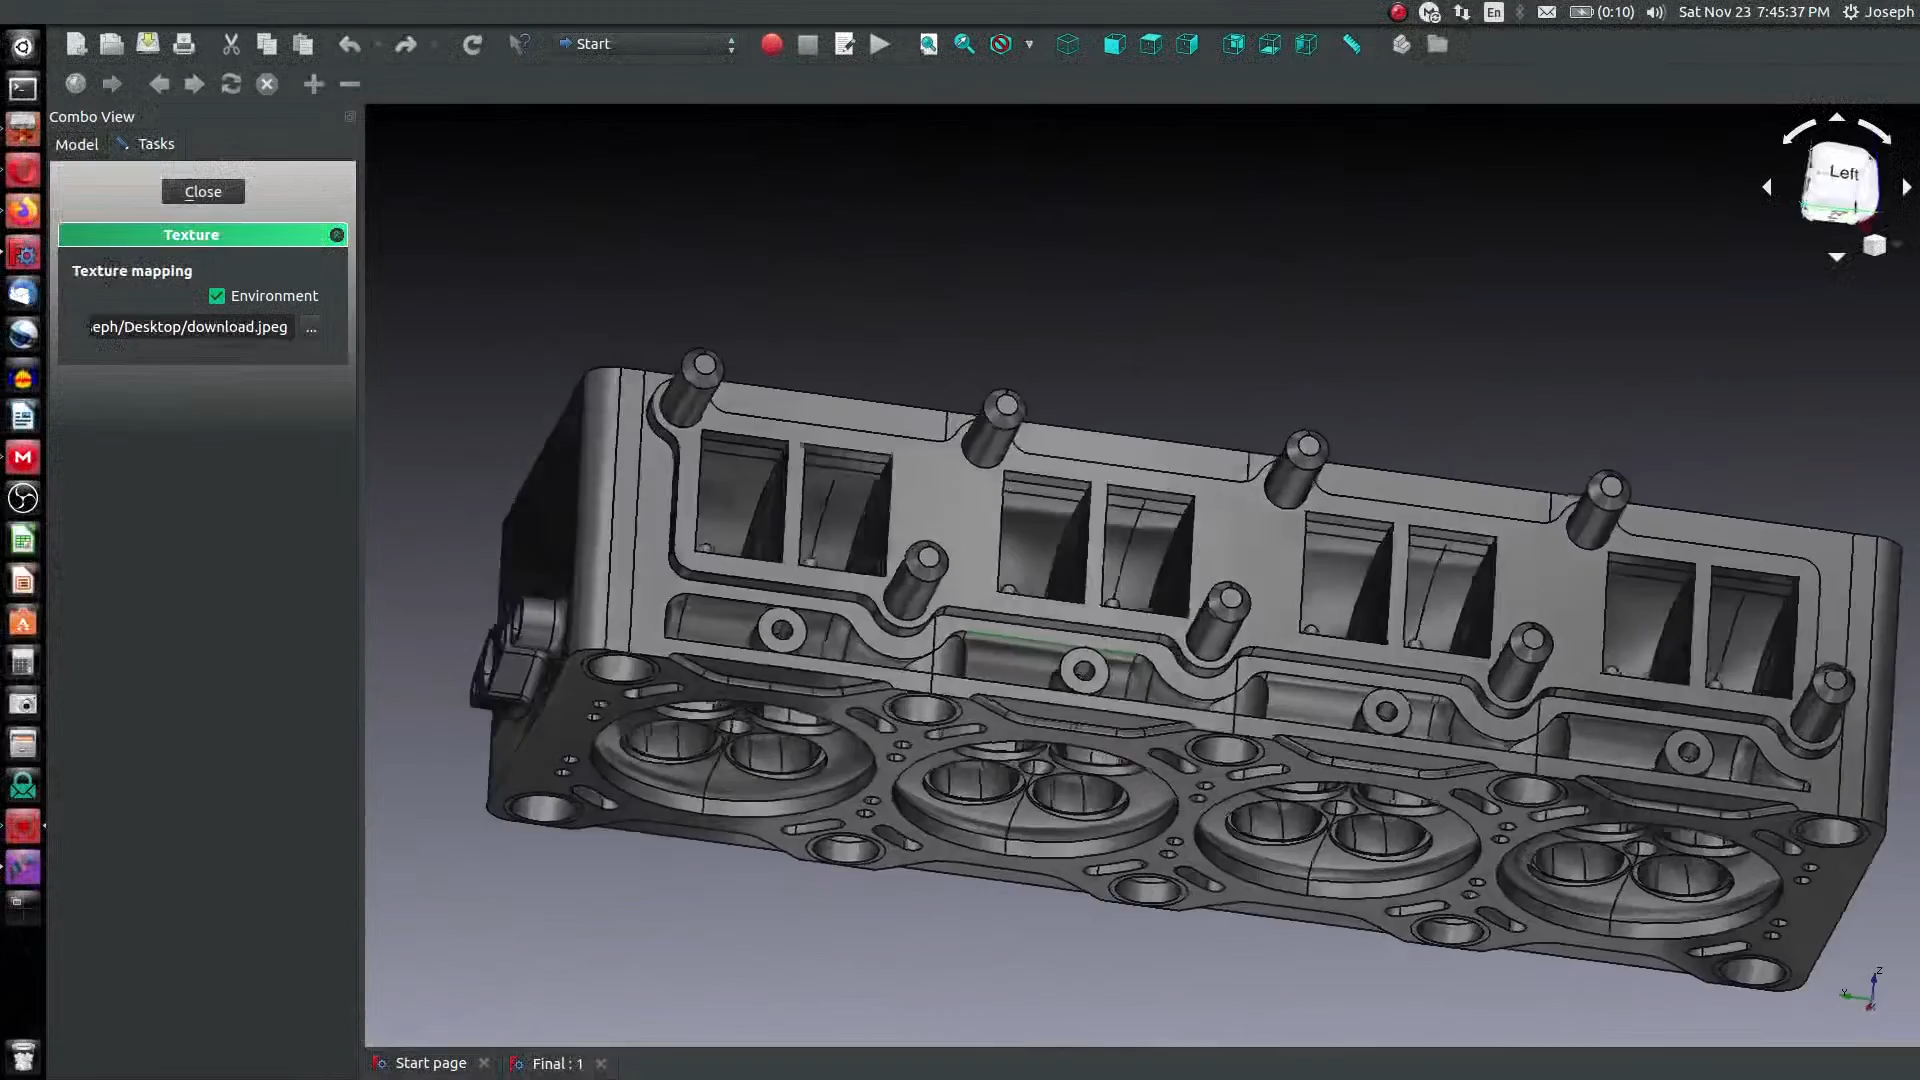 En
(0:10)
Sat Nov 23 7:45:37 PM
Joseph
Start
Combo View
Model
Tasks
Close
Texture
Texture mapping
Environment
eph/Desktop/download.jpeg
...
Left
Z
Y
Start page
Final : 1